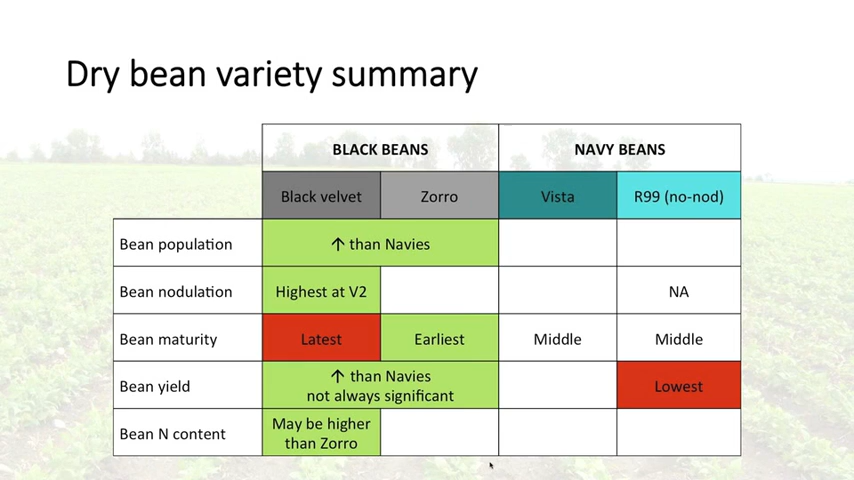 Dry bean variety summary
BLACK BEANS
NAVY BEANS
Black velvet
Zorro
Vista
R99 (no-nod)
Bean population
↑ than Navies
Bean nodulation
Highest at V2
NA
Bean maturity
Latest
Earliest
Middle
Middle
Bean yield
↑ than Navies
not always significant
Lowest
Bean N content
May be higher
than Zorro